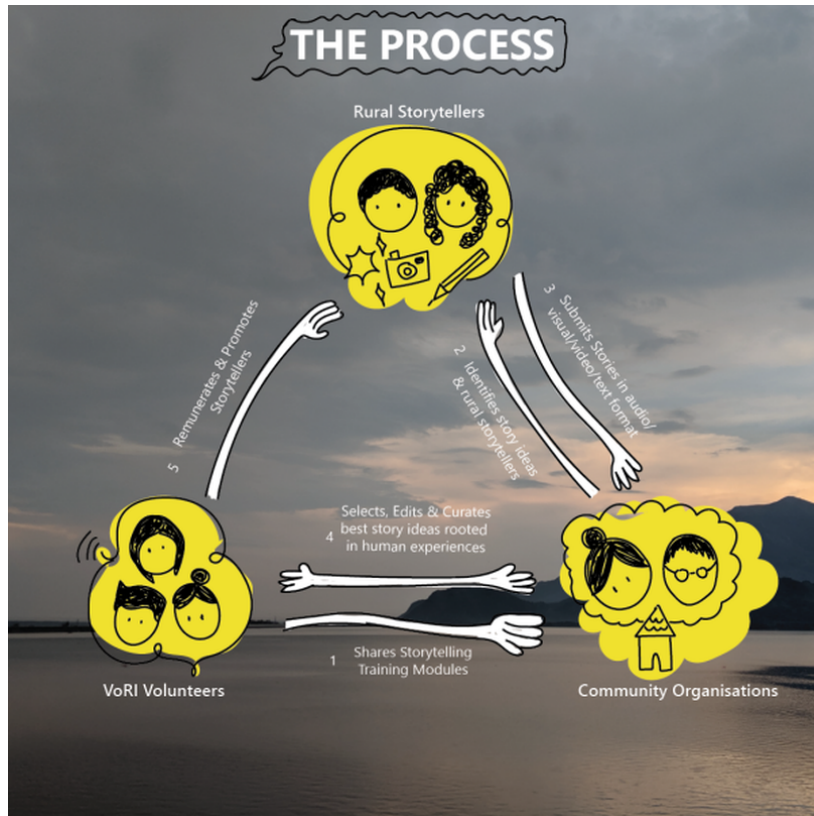 THE PROCESS
Rural Storytellers
5 Remunerates & Promotes
Storytellers
2 Identifies story ideas
& rural storytellers
3 Submits Stories in audio/
visual/video/text format
4 Selects, Edits & Curates
best story ideas rooted
in human experiences
1 Shares Storytelling
Training Modules
VoRI Volunteers
Community Organisations